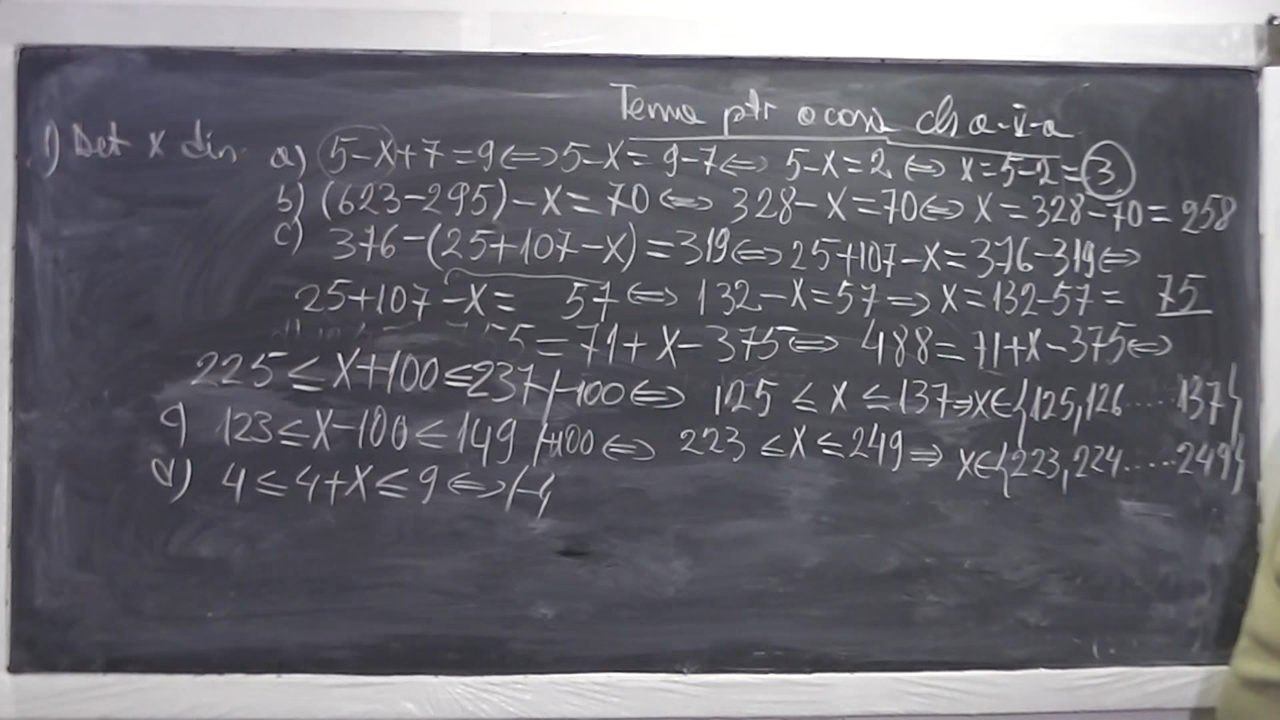 Tema ptr acasă cls a-V-a
1) Det x din a) 5-x+7=9⇔5-x=9-7⇔ 5-x=2 ⇔ x=5-2=3
b) (623-295)-x=70⇔ 328-x=70⇔ x=328-70=258
c) 376-(25+107-x)=319⇔25+107-x=376-319⇔
25+107-x= 57⇔ 132-x=57⇒x=132-57= 75
55=71+x-375⇔ 488=71+x-375⇔
225≤x+100≤237/-100⇔ 125≤x≤137⇒x∈{125,126.....137}
c) 123≤x-100≤149/+100⇔ 223≤x≤249⇒ x∈{223,224.....249}
d) 4≤4+x≤9⇔/-4